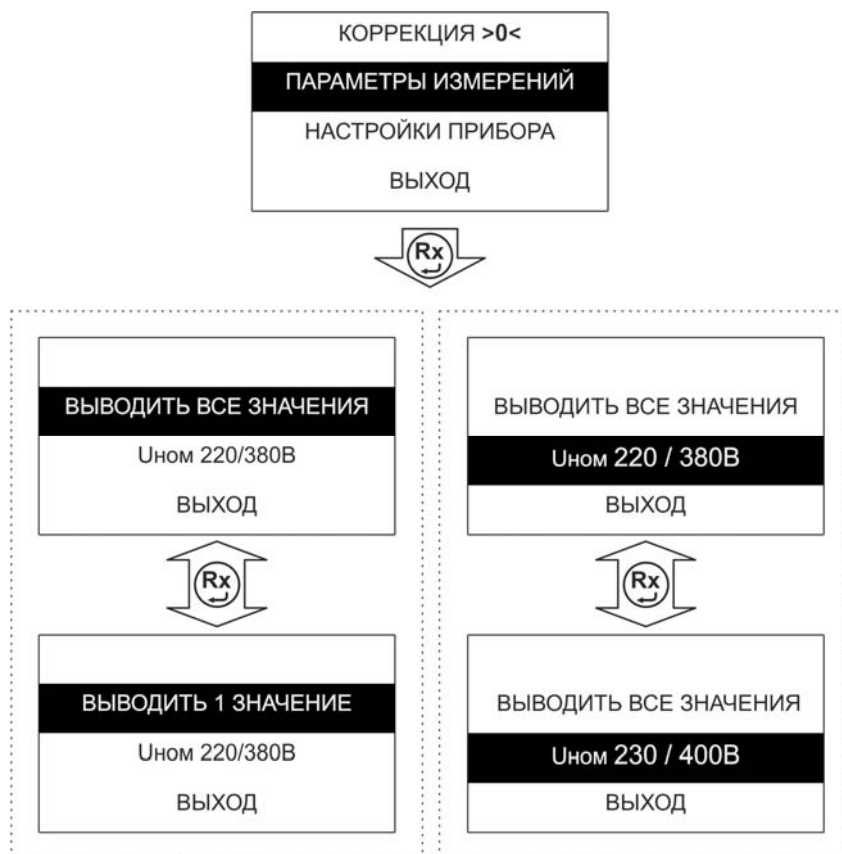 КОРРЕКЦИЯ >0<
ПАРАМЕТРЫ ИЗМЕРЕНИЙ
НАСТРОЙКИ ПРИБОРА
ВЫХОД
Rx
ВЫВОДИТЬ ВСЕ ЗНАЧЕНИЯ
Uном 220/380В
ВЫХОД
Rx
ВЫВОДИТЬ 1 ЗНАЧЕНИЕ
Uном 220/380В
ВЫХОД
ВЫВОДИТЬ ВСЕ ЗНАЧЕНИЯ
Uном 220 / 380В
ВЫХОД
Rx
ВЫВОДИТЬ ВСЕ ЗНАЧЕНИЯ
Uном 230 / 400В
ВЫХОД